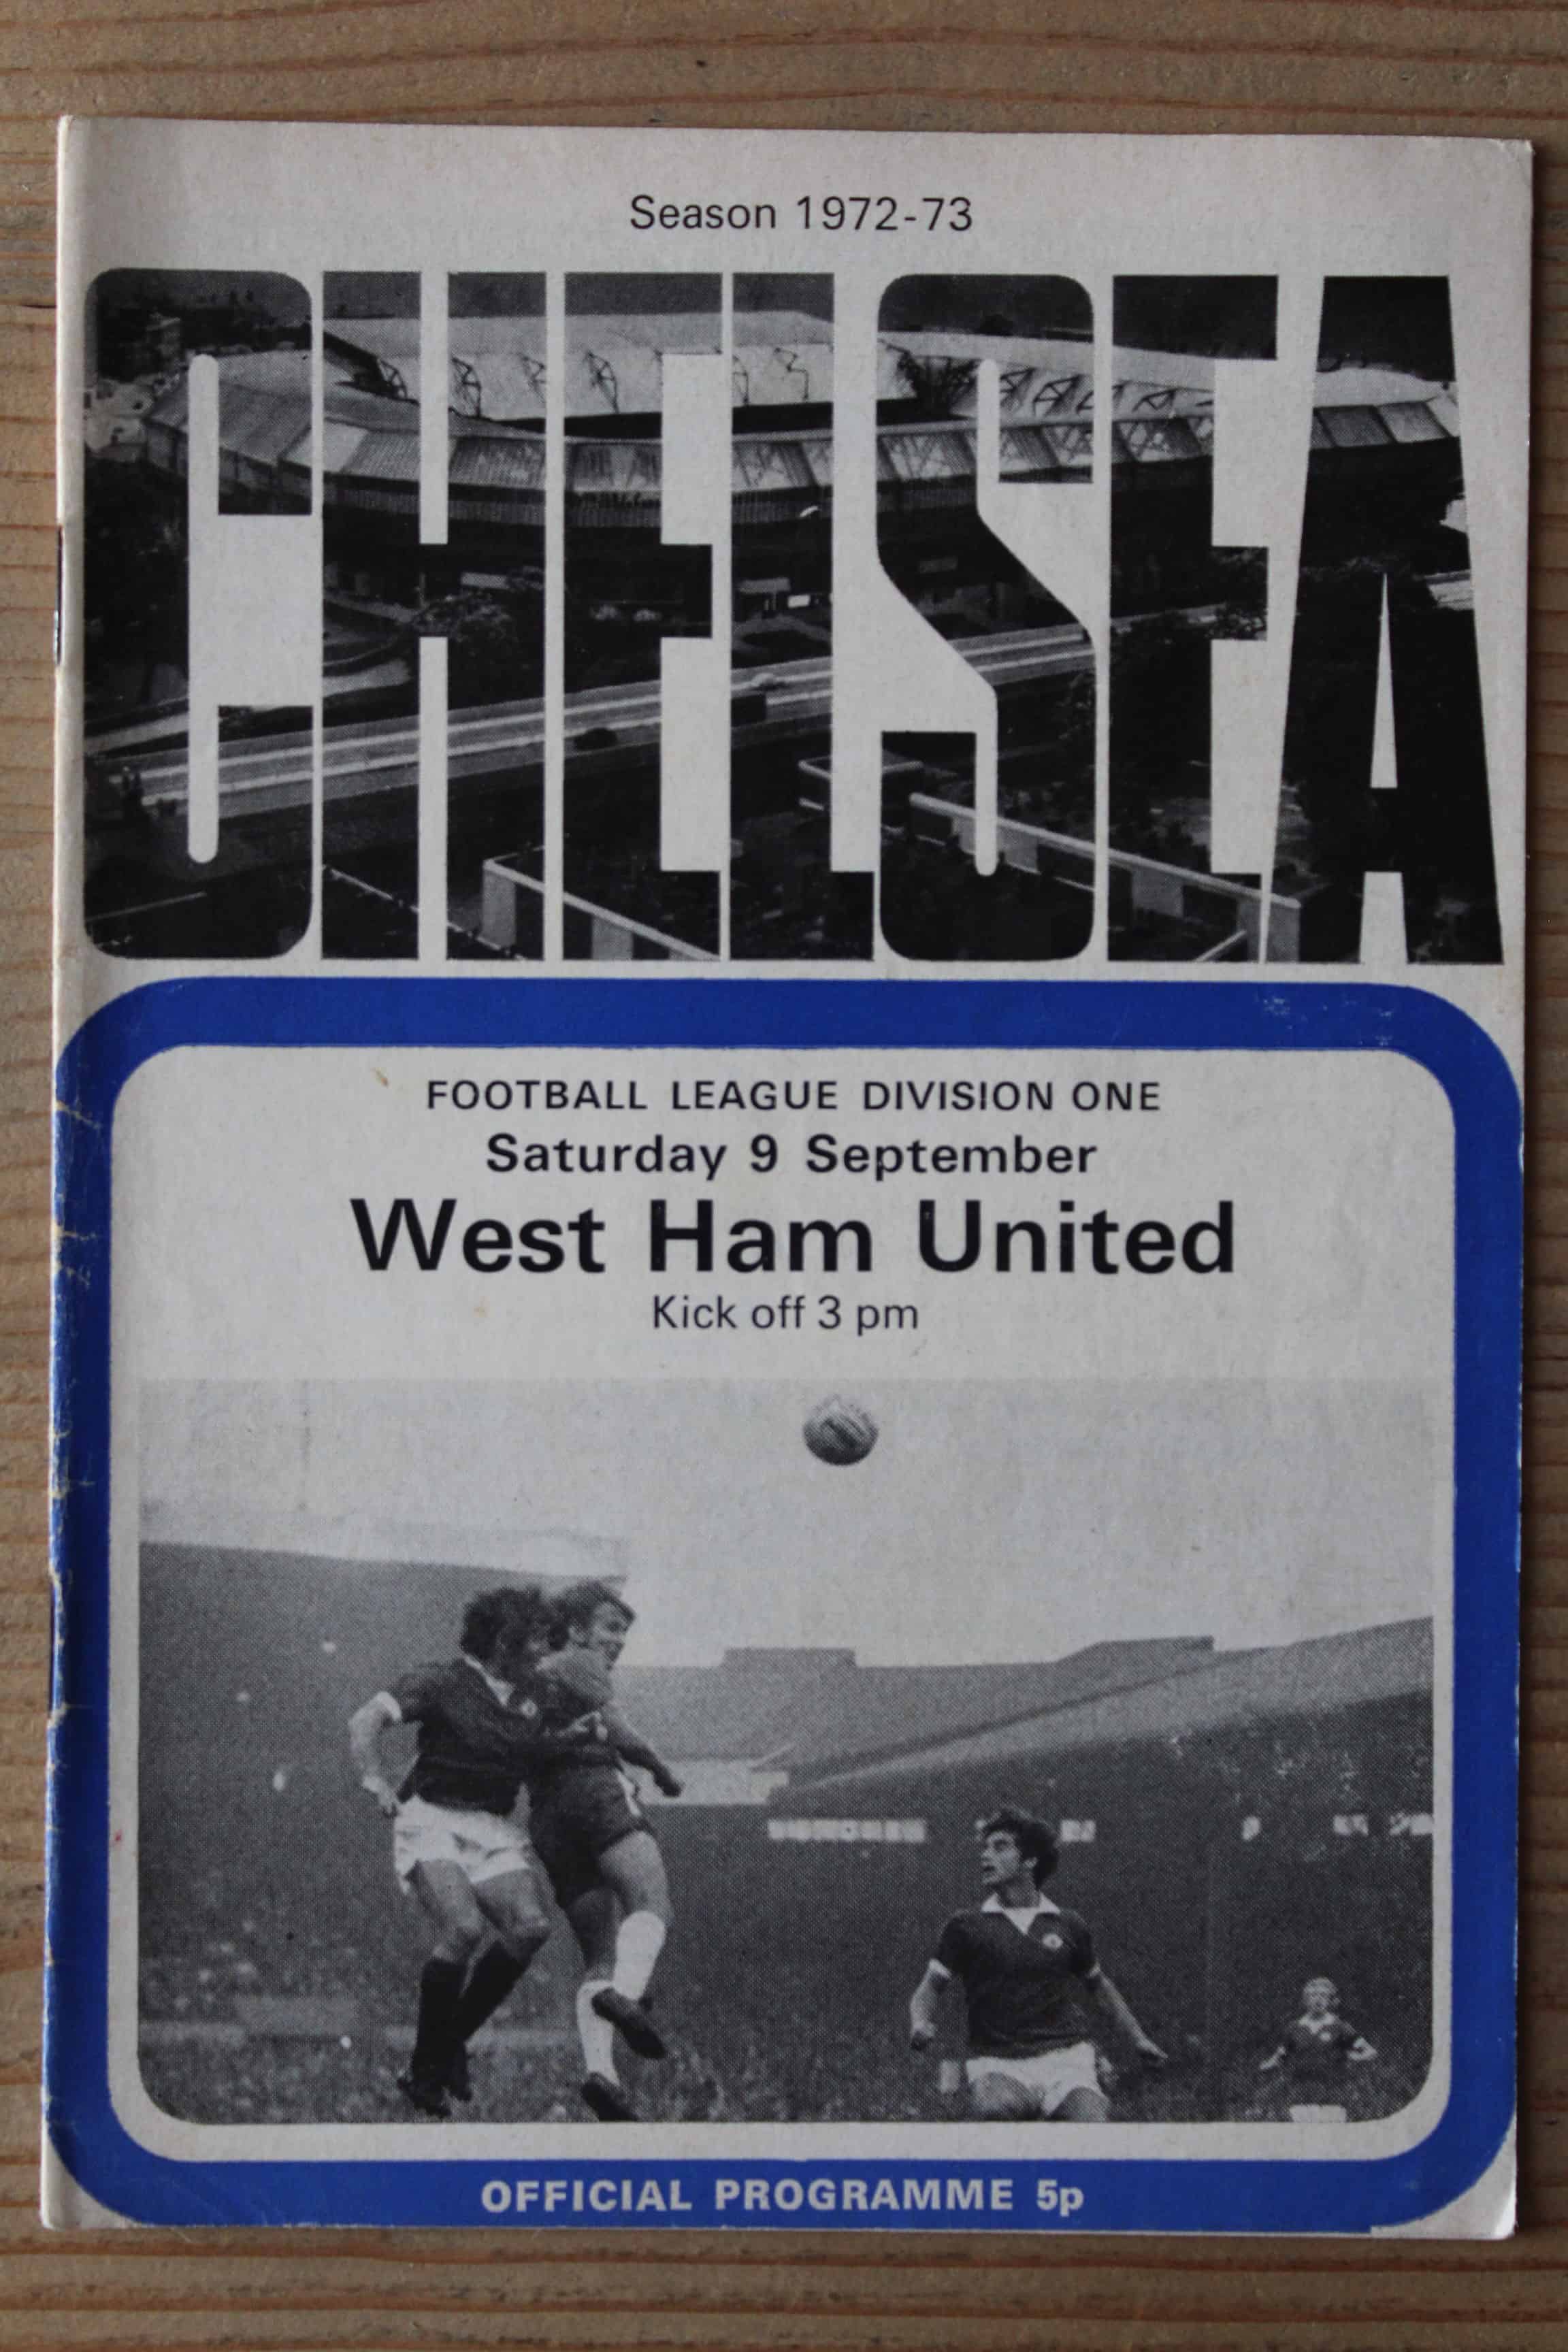 Season 1972-73
CHELSEA
FOOTBALL LEAGUE DIVISION ONE
Saturday 9 September
West Ham United
Kick off 3 pm
OFFICIAL PROGRAMME 5p